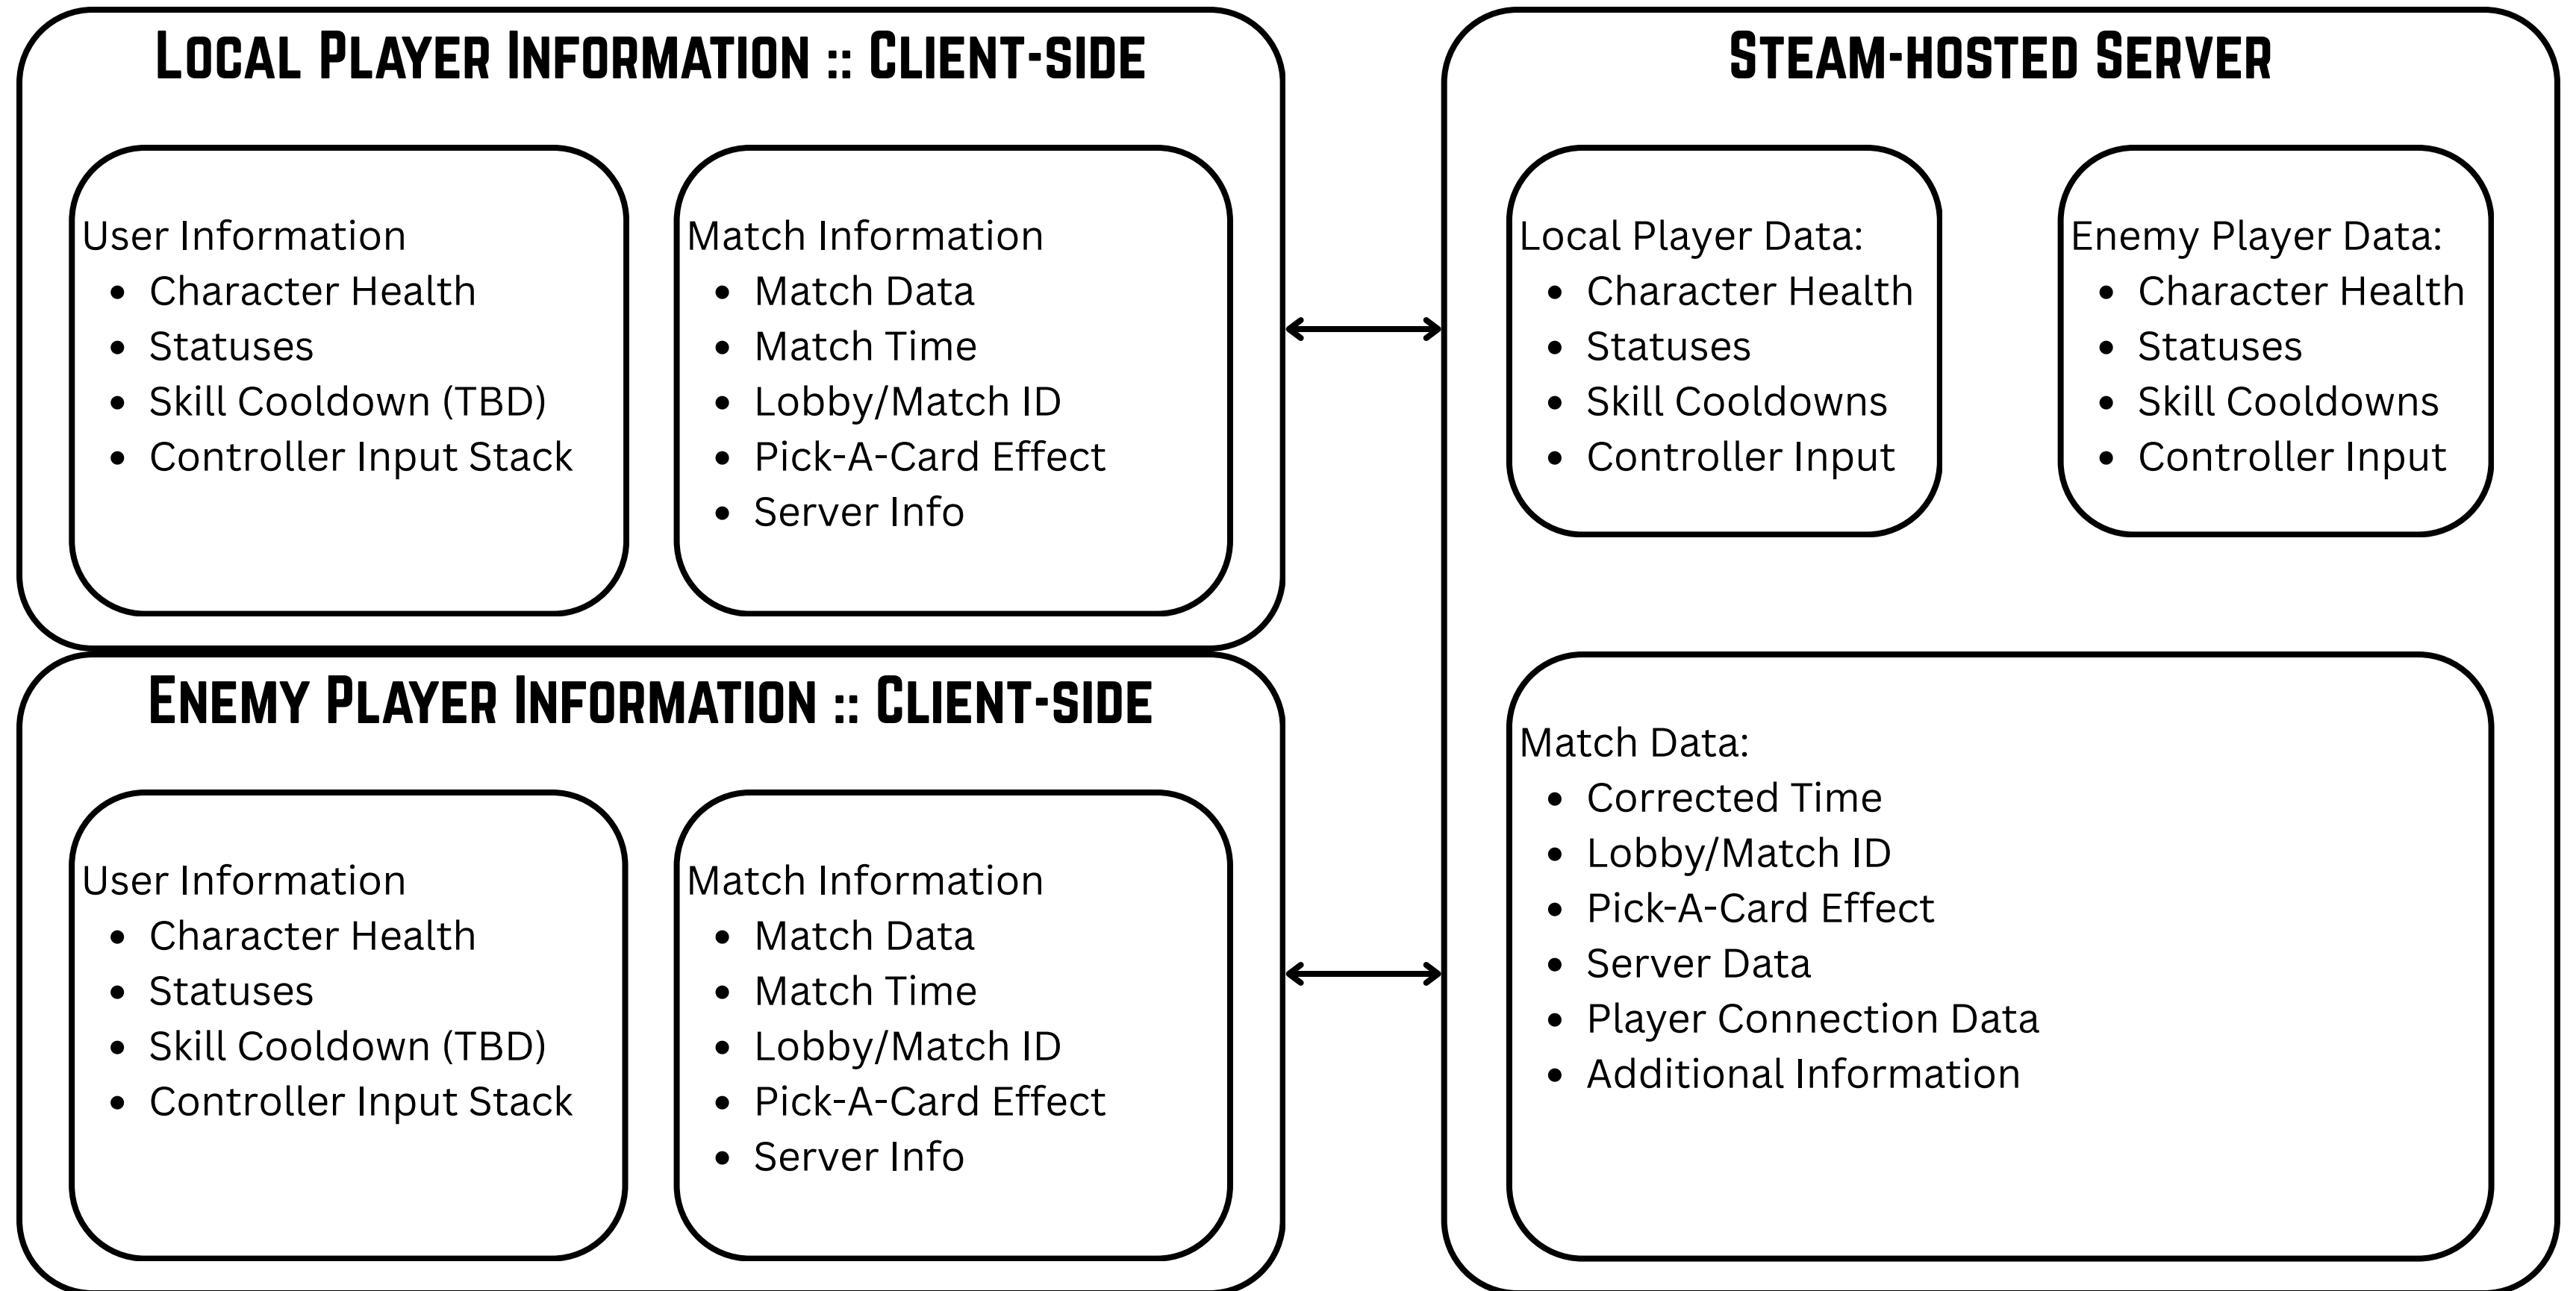 LOCAL PLAYER INFORMATION :: CLIENT-SIDE
User Information
• Character Health
• Statuses
• Skill Cooldown (TBD)
• Controller Input Stack
Match Information
• Match Data
• Match Time
• Lobby/Match ID
• Pick-A-Card Effect
• Server Info
ENEMY PLAYER INFORMATION :: CLIENT-SIDE
User Information
• Character Health
• Statuses
• Skill Cooldown (TBD)
• Controller Input Stack
Match Information
• Match Data
• Match Time
• Lobby/Match ID
• Pick-A-Card Effect
• Server Info
STEAM-HOSTED SERVER
Local Player Data:
• Character Health
• Statuses
• Skill Cooldowns
• Controller Input
Enemy Player Data:
• Character Health
• Statuses
• Skill Cooldowns
• Controller Input
Match Data:
• Corrected Time
• Lobby/Match ID
• Pick-A-Card Effect
• Server Data
• Player Connection Data
• Additional Information